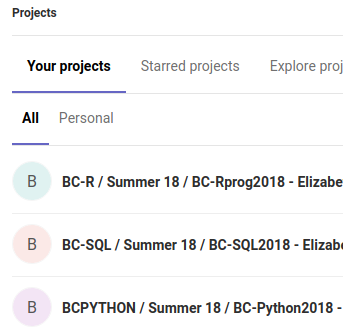 Projects
Your projects Starred projects Explore proj
All Personal
B BC-R / Summer 18 / BC-Rprog2018 - Elizabe
B BC-SQL / Summer 18 / BC-SQL2018 - Elizabe
B BCPYTHON / Summer 18 / BC-Python2018 -